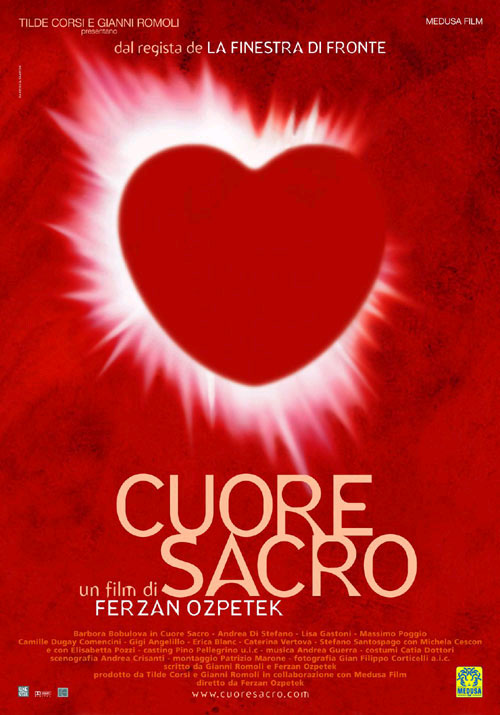 TILDE CORSI E GIANNI ROMOLI
presentano
MEDUSA FILM
dal regista de LA FINESTRA DI FRONTE
CUORE
SACRO
un film di
FERZAN OZPETEK
Barbora Bobulova in Cuore Sacro - Andrea Di Stefano - Lisa Gastoni - Massimo Poggio
Camille Dugay Comencini - Gigi Angelillo - Erica Blanc - Caterina Vertova - Stefano Santospago con Michela Cescon
e con Elisabetta Pozzi - casting Pino Pellegrino u.i.c - musica Andrea Guerra - costumi Catia Dottori
scenografia Andrea Crisanti - montaggio Patrizio Marone - fotografia Gian Filippo Corticelli a.i.c.
scritto da Gianni Romoli e Ferzan Ozpetek
prodotto da Tilde Corsi e Gianni Romoli in collaborazione con Medusa Film
diretto da Ferzan Ozpetek
www.cuoresacro.com
MEDUSA